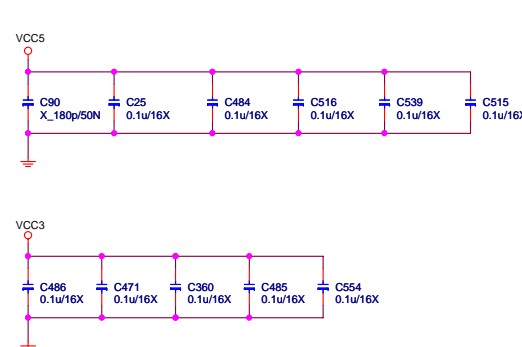 VCC5
C90 C25 C484 C516 C539 C515
X_180p/50N 0.1u/16X 0.1u/16X 0.1u/16X 0.1u/16X 0.1u/16X
VCC3
C486 C471 C360 C485 C554
0.1u/16X 0.1u/16X 0.1u/16X 0.1u/16X 0.1u/16X